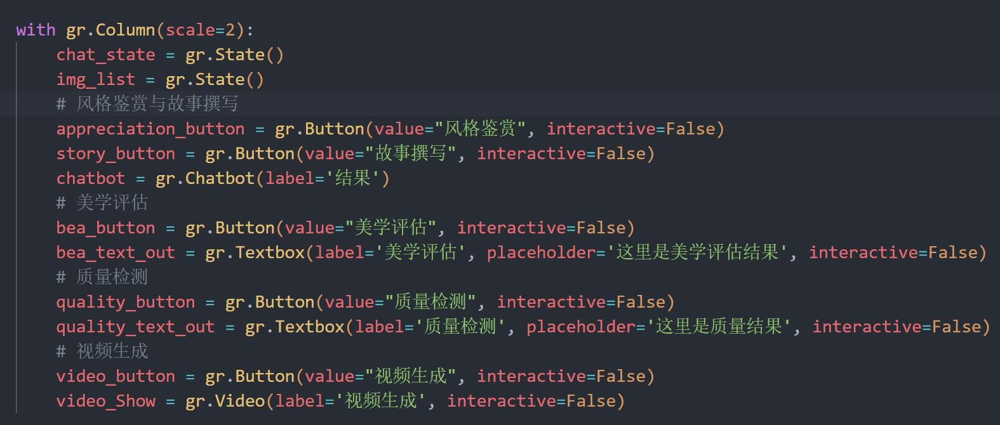 with gr.Column(scale=2):
    chat_state = gr.State()
    img_list = gr.State()
    # 风格鉴赏与故事撰写
    appreciation_button = gr.Button(value="风格鉴赏", interactive=False)
    story_button = gr.Button(value="故事撰写", interactive=False)
    chatbot = gr.Chatbot(label='结果')
    # 美学评估
    bea_button = gr.Button(value="美学评估", interactive=False)
    bea_text_out = gr.Textbox(label='美学评估', placeholder='这里是美学评估结果', interactive=False)
    # 质量检测
    quality_button = gr.Button(value="质量检测", interactive=False)
    quality_text_out = gr.Textbox(label='质量检测', placeholder='这里是质量结果', interactive=False)
    # 视频生成
    video_button = gr.Button(value="视频生成", interactive=False)
    video_Show = gr.Video(label='视频生成', interactive=False)